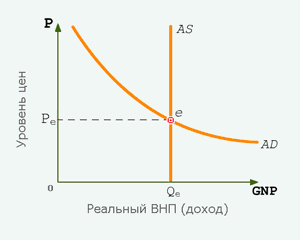 P
AS
Уровень цен
e
Pe
AD
0
Qe
GNP
Реальный ВНП (доход)